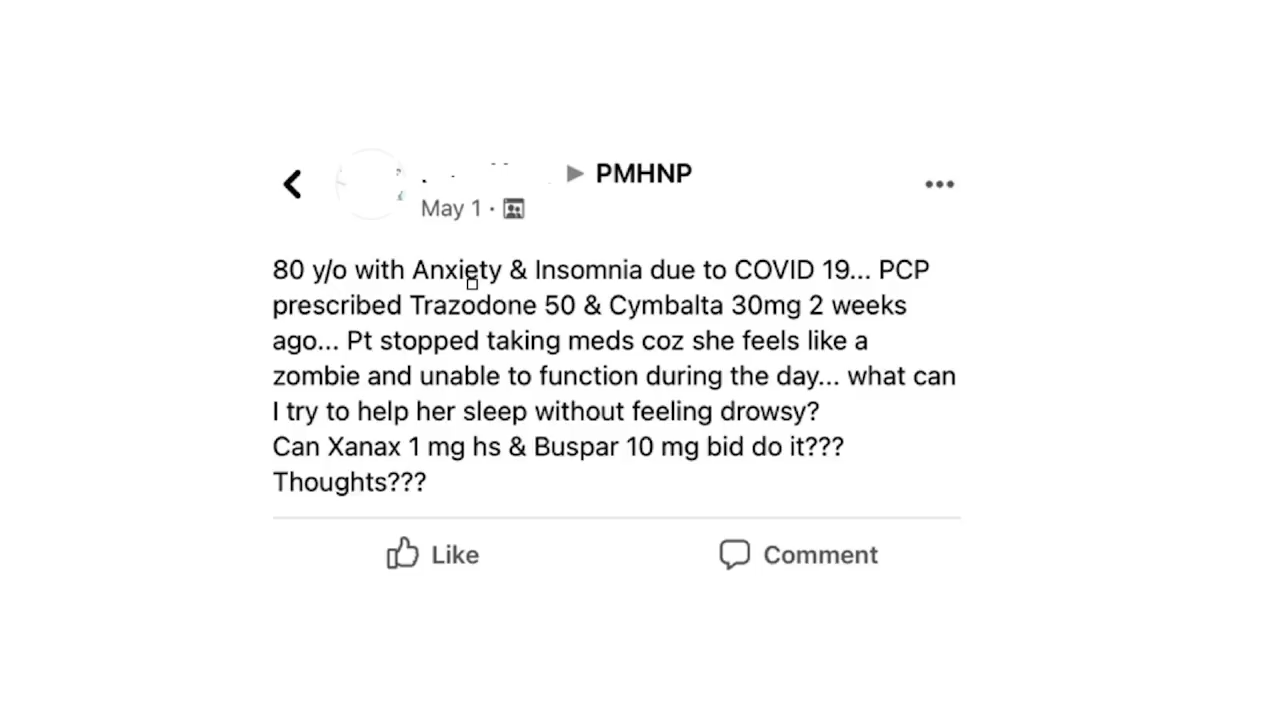 PMHNP
May 1 ·
80 y/o with Anxiety & Insomnia due to COVID 19... PCP
prescribed Trazodone 50 & Cymbalta 30mg 2 weeks
ago... Pt stopped taking meds coz she feels like a
zombie and unable to function during the day... what can
I try to help her sleep without feeling drowsy?
Can Xanax 1 mg hs & Buspar 10 mg bid do it???
Thoughts???
Like
Comment